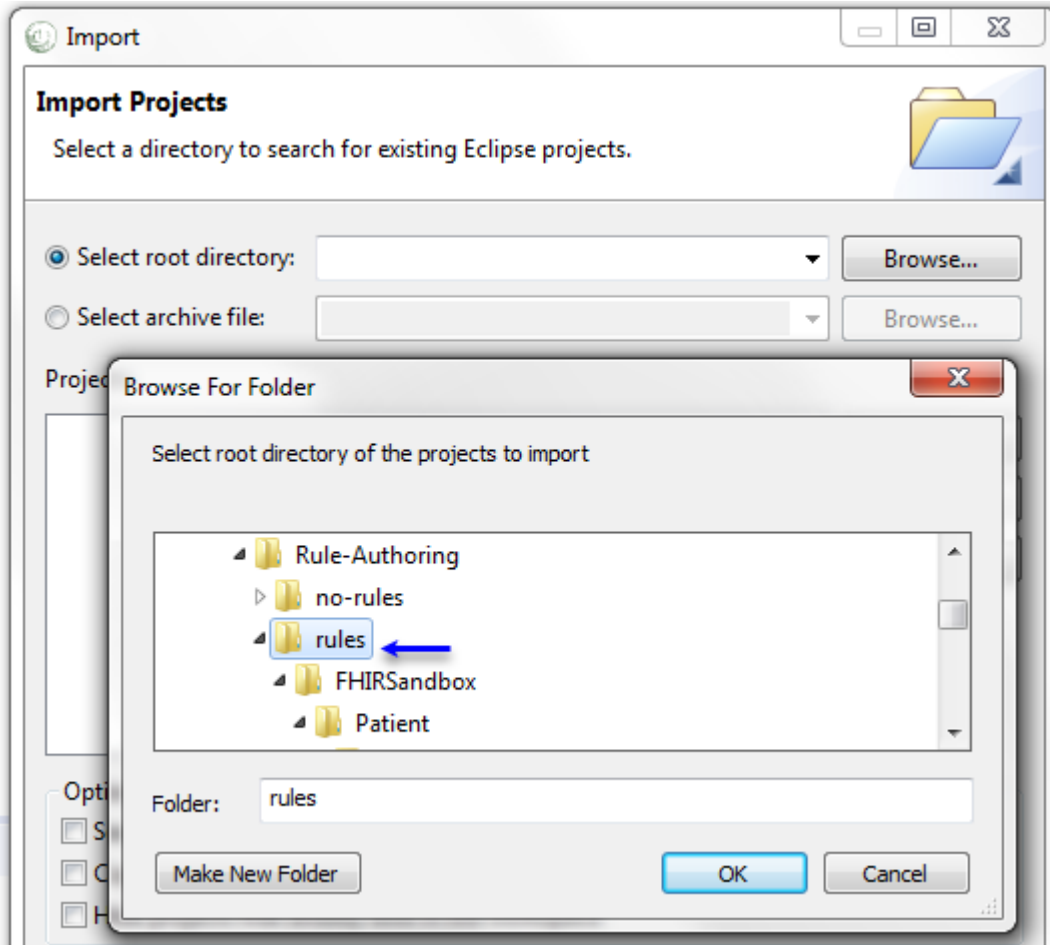 Import
Import Projects
Select a directory to search for existing Eclipse projects.
Select root directory:
Browse...
Select archive file:
Browse...
Browse For Folder
Select root directory of the projects to import
Rule-Authoring
no-rules
rules
FHIRSandbox
Patient
Folder:
rules
Make New Folder
OK
Cancel